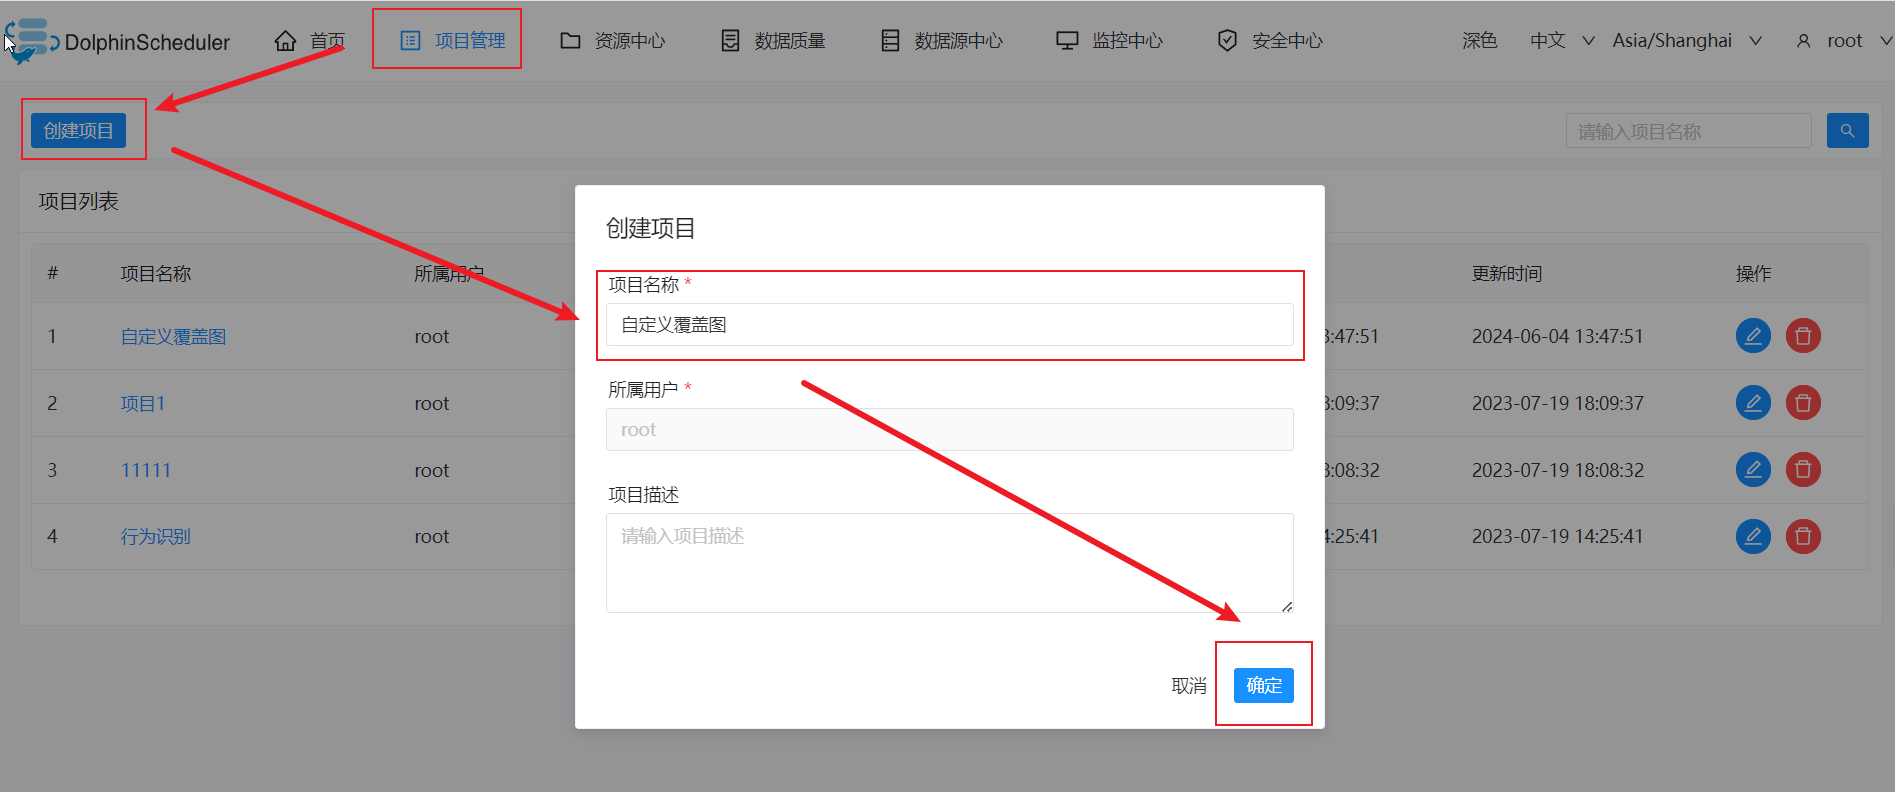 DolphinScheduler 首页 项目管理 资源中心 数据质量 数据源中心 监控中心 安全中心 深色 中文 Asia/Shanghai root
创建项目 请输入项目名称
项目列表
# 项目名称 所属用户 更新时间 操作
1 自定义覆盖图 root 3:47:51 2024-06-04 13:47:51
2 项目1 root 3:09:37 2023-07-19 18:09:37
3 11111 root 3:08:32 2023-07-19 18:08:32
4 行为识别 root 4:25:41 2023-07-19 14:25:41
创建项目
项目名称 *
自定义覆盖图
所属用户 *
root
项目描述
请输入项目描述
取消 确定